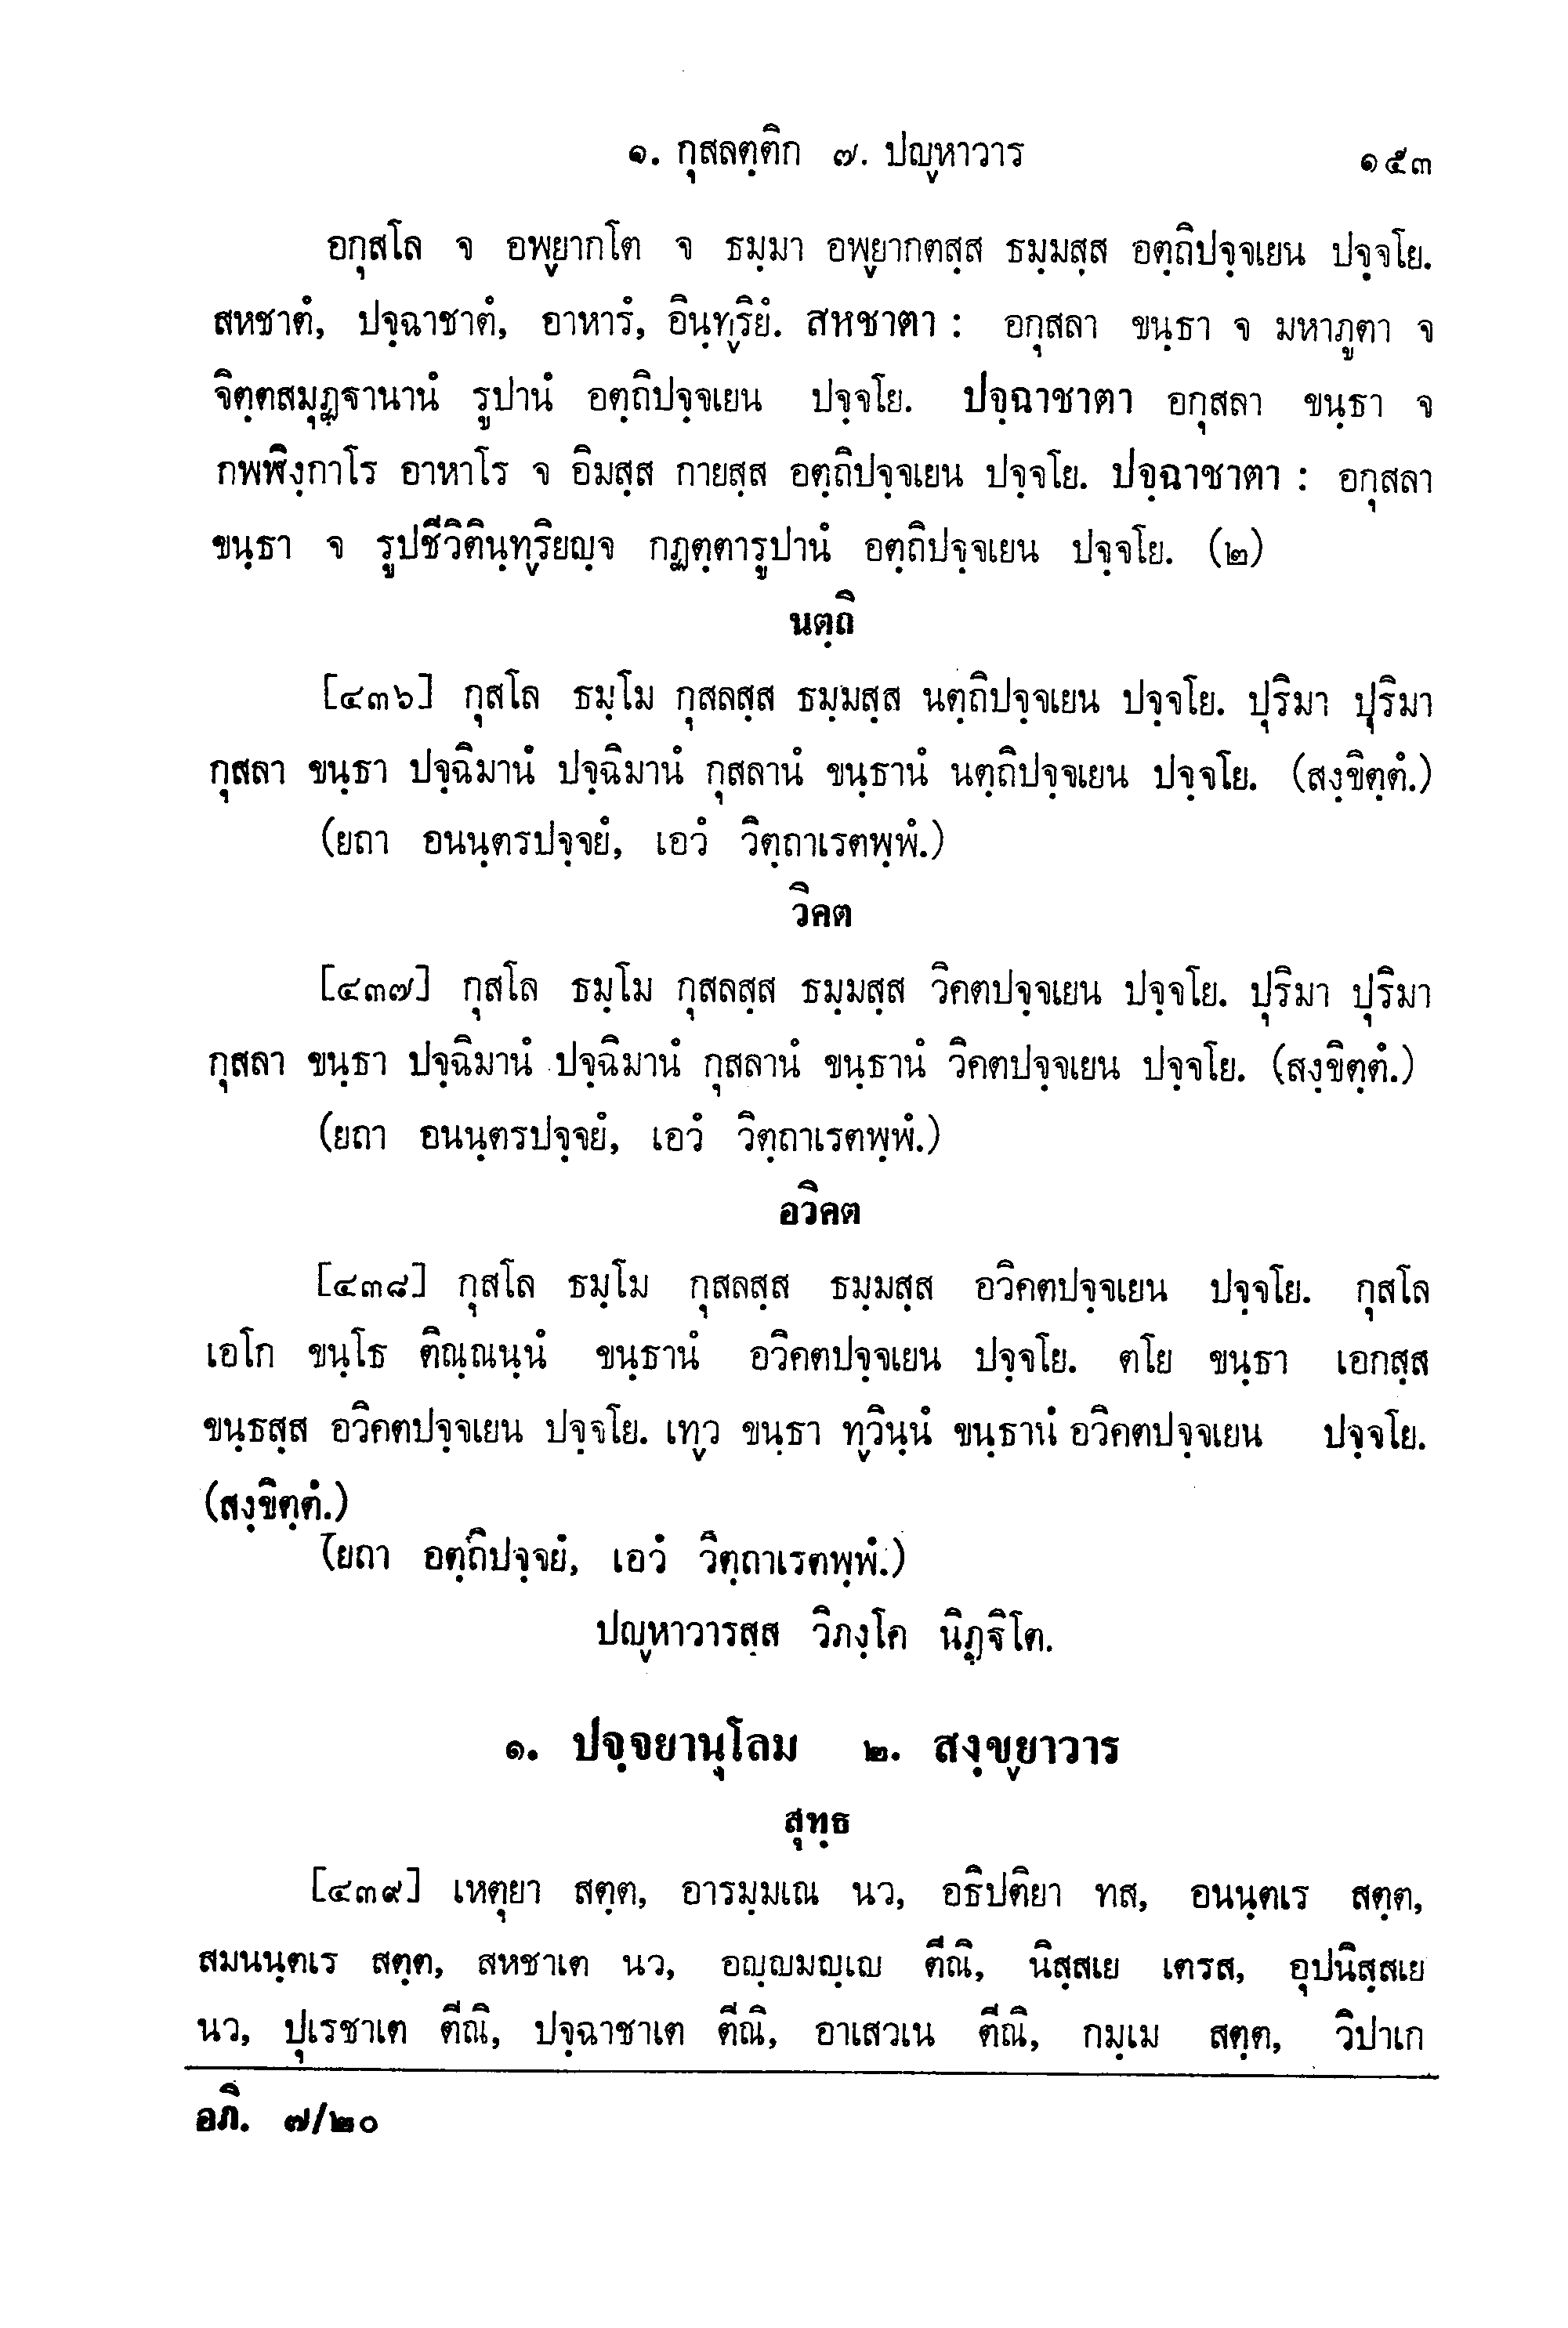 ๑. กุสลตฺติก ๗. ปญฺหาวาร ๑๕๓
อกุสโล จ อพฺยากโต จ ธมฺมา อพฺยากตสฺส ธมฺมสฺส อตฺถิปจฺจเยน ปจฺจโย.
สหชาตํ, ปจฺฉาชาตํ, อาหารํ, อินฺทฺริยํ. สหชาตา : อกุสลา ขนฺธา จ มหาภูตา จ
จิตฺตสมุฏฺฐานานํ รูปานํ อตฺถิปจฺจเยน ปจฺจโย. ปจฺฉาชาตา อกุสลา ขนฺธา จ
กพฬิงฺกาโร อาหาโร จ อิมสฺส กายสฺส อตฺถิปจฺจเยน ปจฺจโย. ปจฺฉาชาตา : อกุสลา
ขนฺธา จ รูปชีวิตินฺทฺริยญฺจ กฏตฺตารูปานํ อตฺถิปจฺจเยน ปจฺจโย. (๒)
นตฺถิ
[๔๓๖] กุสโล ธมฺโม กุสลสฺส ธมฺมสฺส นตฺถิปจฺจเยน ปจฺจโย. ปุริมา ปุริมา
กุสลา ขนฺธา ปจฺฉิมานํ ปจฺฉิมานํ กุสลานํ ขนฺธานํ นตฺถิปจฺจเยน ปจฺจโย. (สงฺขิตฺตํ.)
(ยถา อนนฺตรปจฺจยํ, เอวํ วิตฺถาเรตพฺพํ.)
วิคต
[๔๓๗] กุสโล ธมฺโม กุสลสฺส ธมฺมสฺส วิคตปจฺจเยน ปจฺจโย. ปุริมา ปุริมา
กุสลา ขนฺธา ปจฺฉิมานํ ปจฺฉิมานํ กุสลานํ ขนฺธานํ วิคตปจฺจเยน ปจฺจโย. (สงฺขิตฺตํ.)
(ยถา อนนฺตรปจฺจยํ, เอวํ วิตฺถาเรตพฺพํ.)
อวิคต
[๔๓๘] กุสโล ธมฺโม กุสลสฺส ธมฺมสฺส อวิคตปจฺจเยน ปจฺจโย. กุสโล
เอโก ขนฺโธ ติณฺณนฺนํ ขนฺธานํ อวิคตปจฺจเยน ปจฺจโย. ตโย ขนฺธา เอกสฺส
ขนฺธสฺส อวิคตปจฺจเยน ปจฺจโย. เทฺว ขนฺธา ทฺวินฺนํ ขนฺธานํ อวิคตปจฺจเยน ปจฺจโย.
(สงฺขิตฺตํ.)
(ยถา อตฺถิปจฺจยํ, เอวํ วิตฺถาเรตพฺพํ.)
ปญฺหาวารสฺส วิภงฺโค นิฏฺฐิโต.
๑. ปจฺจยานุโลม ๒. สงฺขฺยาวาร
สุทฺธ
[๔๓๙] เหตุยา สตฺต, อารมฺมเณ นว, อธิปติยา ทส, อนนฺตเร สตฺต,
สมนนฺตเร สตฺต, สหชาเต นว, อญฺญมญฺเญ ตีณิ, นิสฺสเย เตรส, อุปนิสฺสเย
นว, ปุเรชาเต ตีณิ, ปจฺฉาชาเต ตีณิ, อาเสวเน ตีณิ, กมฺเม สตฺต, วิปาเก
อภิ. ๗/๒๐